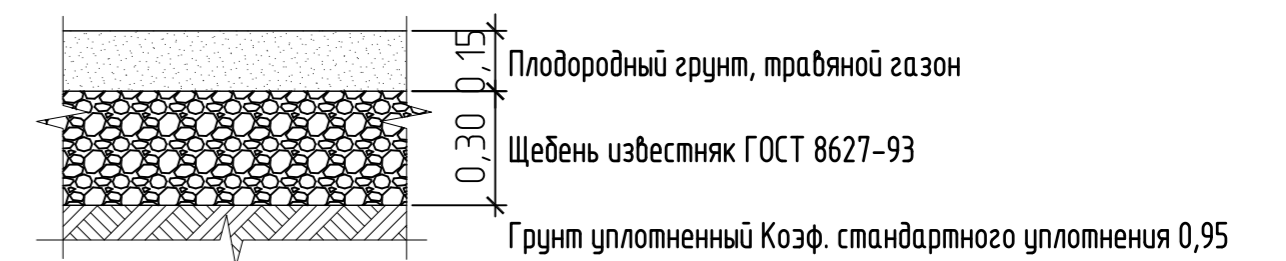 0,15
Плодородный грунт, травяной газон
0,30
Щебень известняк ГОСТ 8627-93
Грунт уплотненный Коэф. стандартного уплотнения 0,95